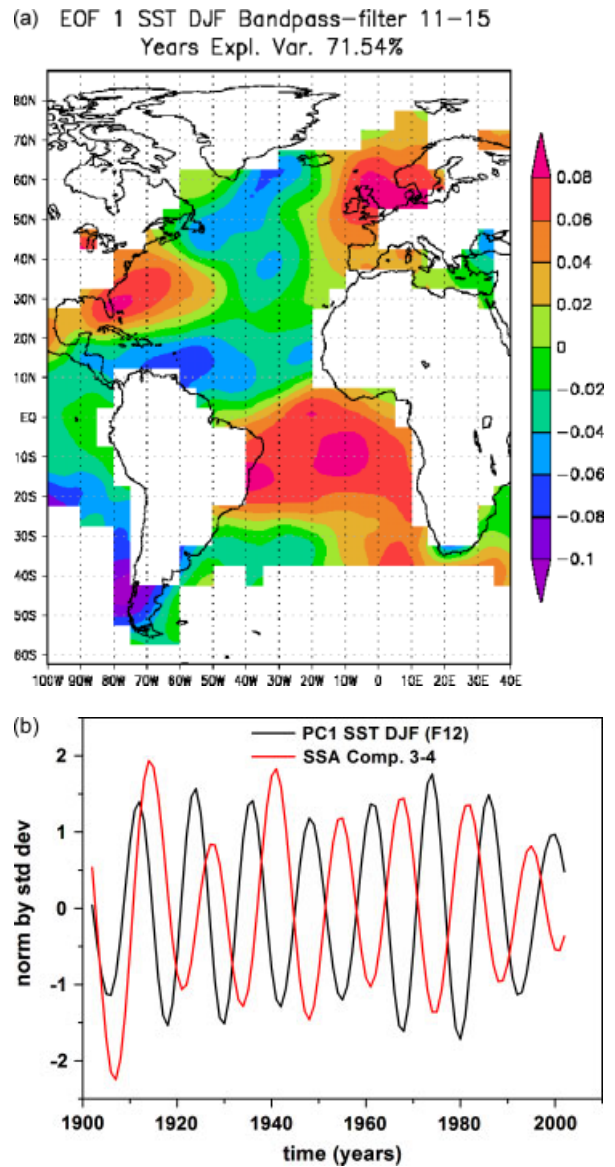 (a) EOF 1 SST DJF Bandpass-filter 11-15
Years Expl. Var. 71.54%
80N
70N
60N
50N
40N
30N
20N
10N
EQ
10S
20S
30S
40S
50S
60S
100W 90W 80W 70W 60W 50W 40W 30W 20W 10W 0 10E 20E 30E 40E
0.08
0.06
0.04
0.02
0
-0.02
-0.04
-0.06
-0.08
-0.1
(b)
PC1 SST DJF (F12)
SSA Comp. 3-4
norm by std dev
2
1
0
-1
-2
1900 1920 1940 1960 1980 2000
time (years)